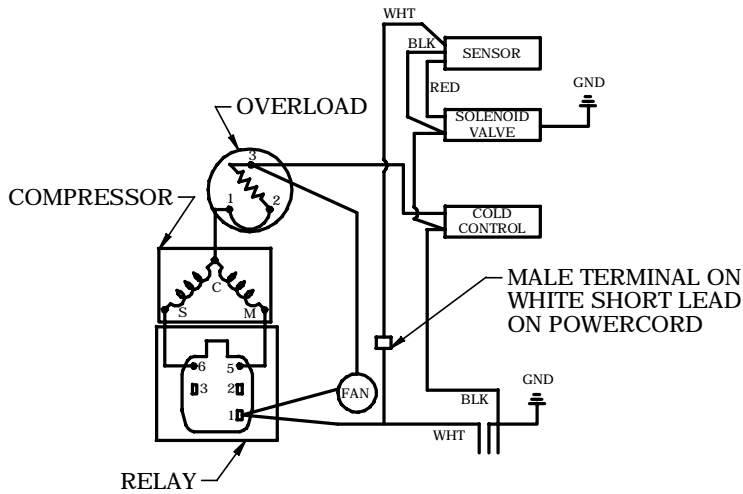 WHT
BLK
SENSOR
RED
GND
SOLENOID
VALVE
OVERLOAD
3
1
2
COMPRESSOR
COLD
CONTROL
C
S
M
MALE TERMINAL ON
WHITE SHORT LEAD
ON POWERCORD
6
5
3
2
1
FAN
GND
BLK
WHT
RELAY